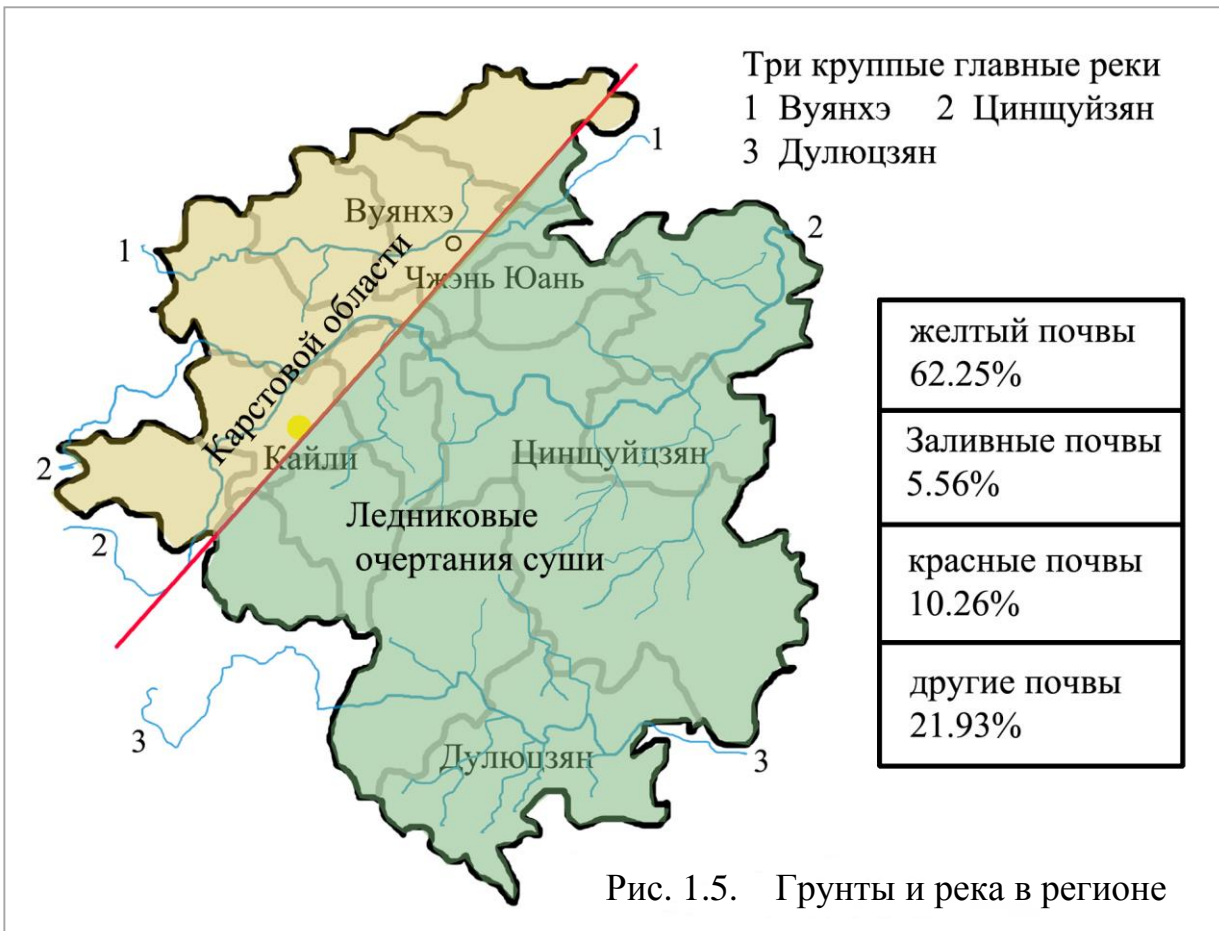 Три круппые главные реки
1 Вуянхэ 2 Цинщуйзян
3 Дулюцзян
1
Вуянхэ
1
2
Чжэнь Юань
Карстовой области
желтый почвы
62.25%
Заливные почвы
5.56%
Кайли
Цинщуйцзян
2
Ледниковые
очертания суши
2
красные почвы
10.26%
другие почвы
21.93%
3
Дулюцзян
3
Рис. 1.5. Грунты и река в регионе